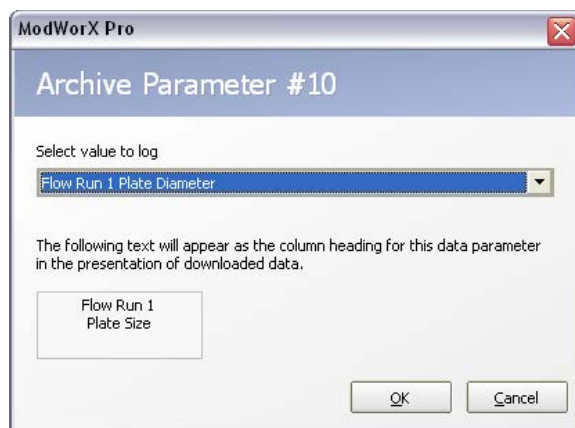 ModWorX Pro
Archive Parameter #10
Select value to log
Flow Run 1 Plate Diameter
The following text will appear as the column heading for this data parameter
in the presentation of downloaded data.
Flow Run 1
Plate Size
OK
Cancel